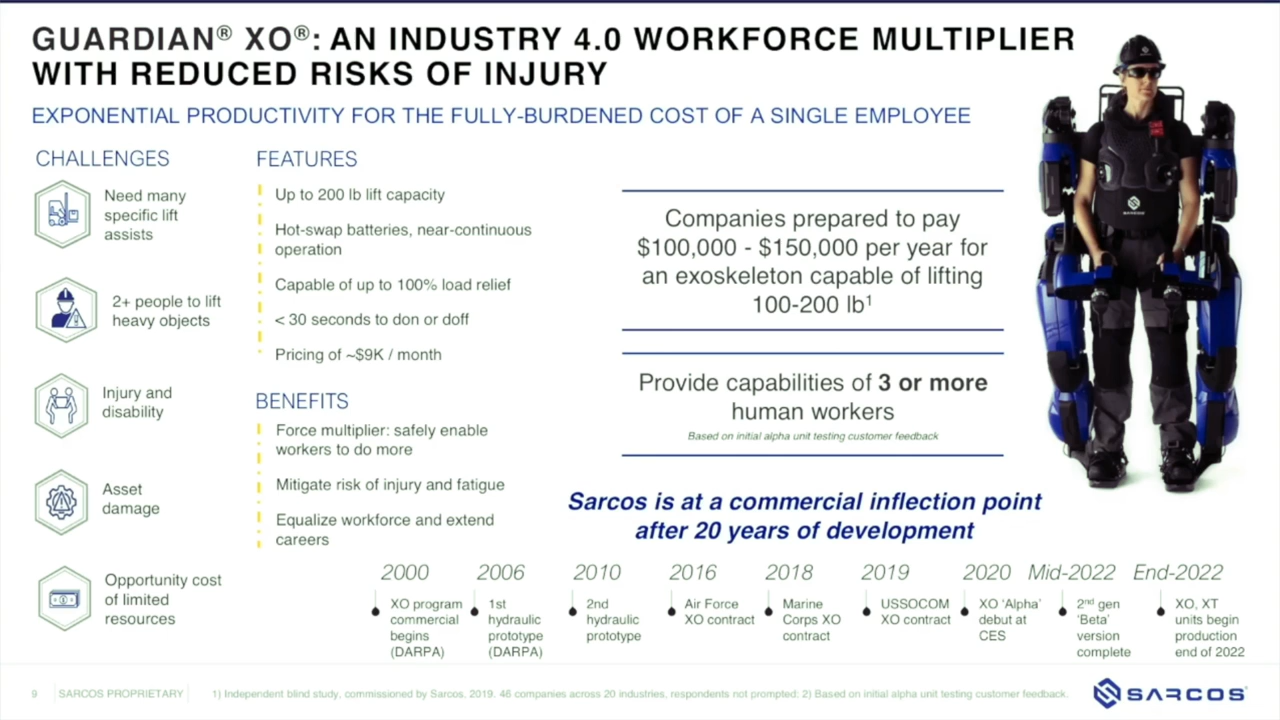 GUARDIAN® XO®: AN INDUSTRY 4.0 WORKFORCE MULTIPLIER
WITH REDUCED RISKS OF INJURY
EXPONENTIAL PRODUCTIVITY FOR THE FULLY-BURDENED COST OF A SINGLE EMPLOYEE
CHALLENGES
Need many
specific lift
assists
2+ people to lift
heavy objects
Injury and
disability
Asset
damage
Opportunity cost
of limited
resources
FEATURES
Up to 200 lb lift capacity
Hot-swap batteries, near-continuous
operation
Capable of up to 100% load relief
< 30 seconds to don or doff
Pricing of ~$9K / month
BENEFITS
Force multiplier: safely enable
workers to do more
Mitigate risk of injury and fatigue
Equalize workforce and extend
careers
Companies prepared to pay
$100,000 - $150,000 per year for
an exoskeleton capable of lifting
100-200 lb¹
Provide capabilities of 3 or more
human workers
Based on initial alpha unit testing customer feedback
SARCOS
Sarcos is at a commercial inflection point
after 20 years of development
2000
XO program
commercial
begins
(DARPA)
2006
1st
hydraulic
prototype
(DARPA)
2010
2nd
hydraulic
prototype
2016
Air Force
XO contract
2018
Marine
Corps XO
contract
2019
USSOCOM
XO contract
2020
XO 'Alpha'
debut at
CES
Mid-2022
2nd gen
'Beta'
version
complete
End-2022
XO, XT
units begin
production
end of 2022
9
SARCOS PROPRIETARY
1) Independent blind study, commissioned by Sarcos, 2019. 46 companies across 20 industries, respondents not prompted; 2) Based on initial alpha unit testing customer feedback.
SARCOS